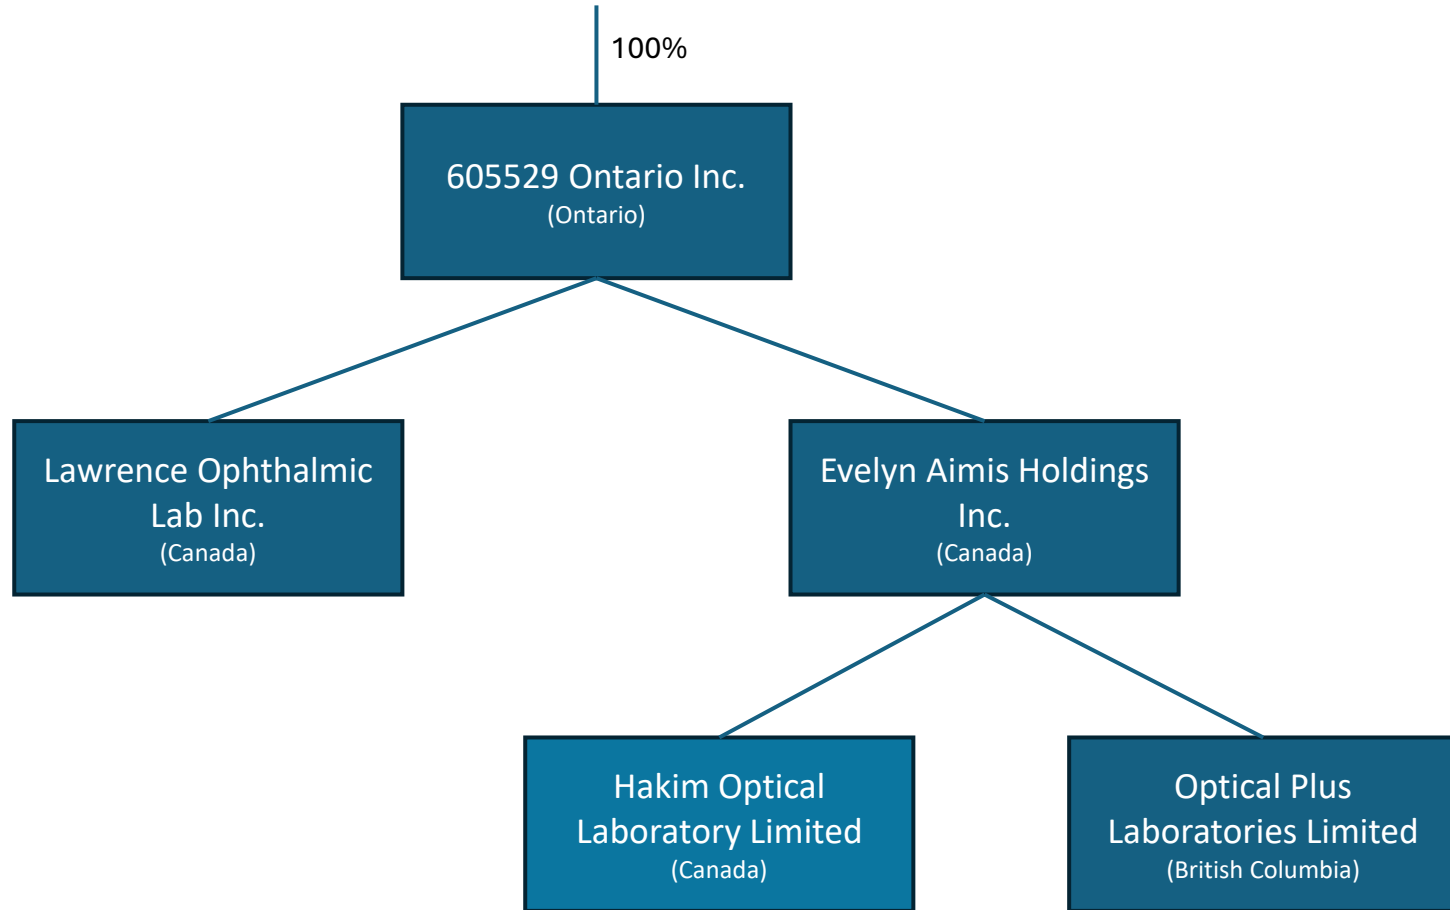 100%
605529 Ontario Inc.
(Ontario)
Lawrence Ophthalmic
Lab Inc.
(Canada)
Evelyn Aimis Holdings
Inc.
(Canada)
Hakim Optical
Laboratory Limited
(Canada)
Optical Plus
Laboratories Limited
(British Columbia)